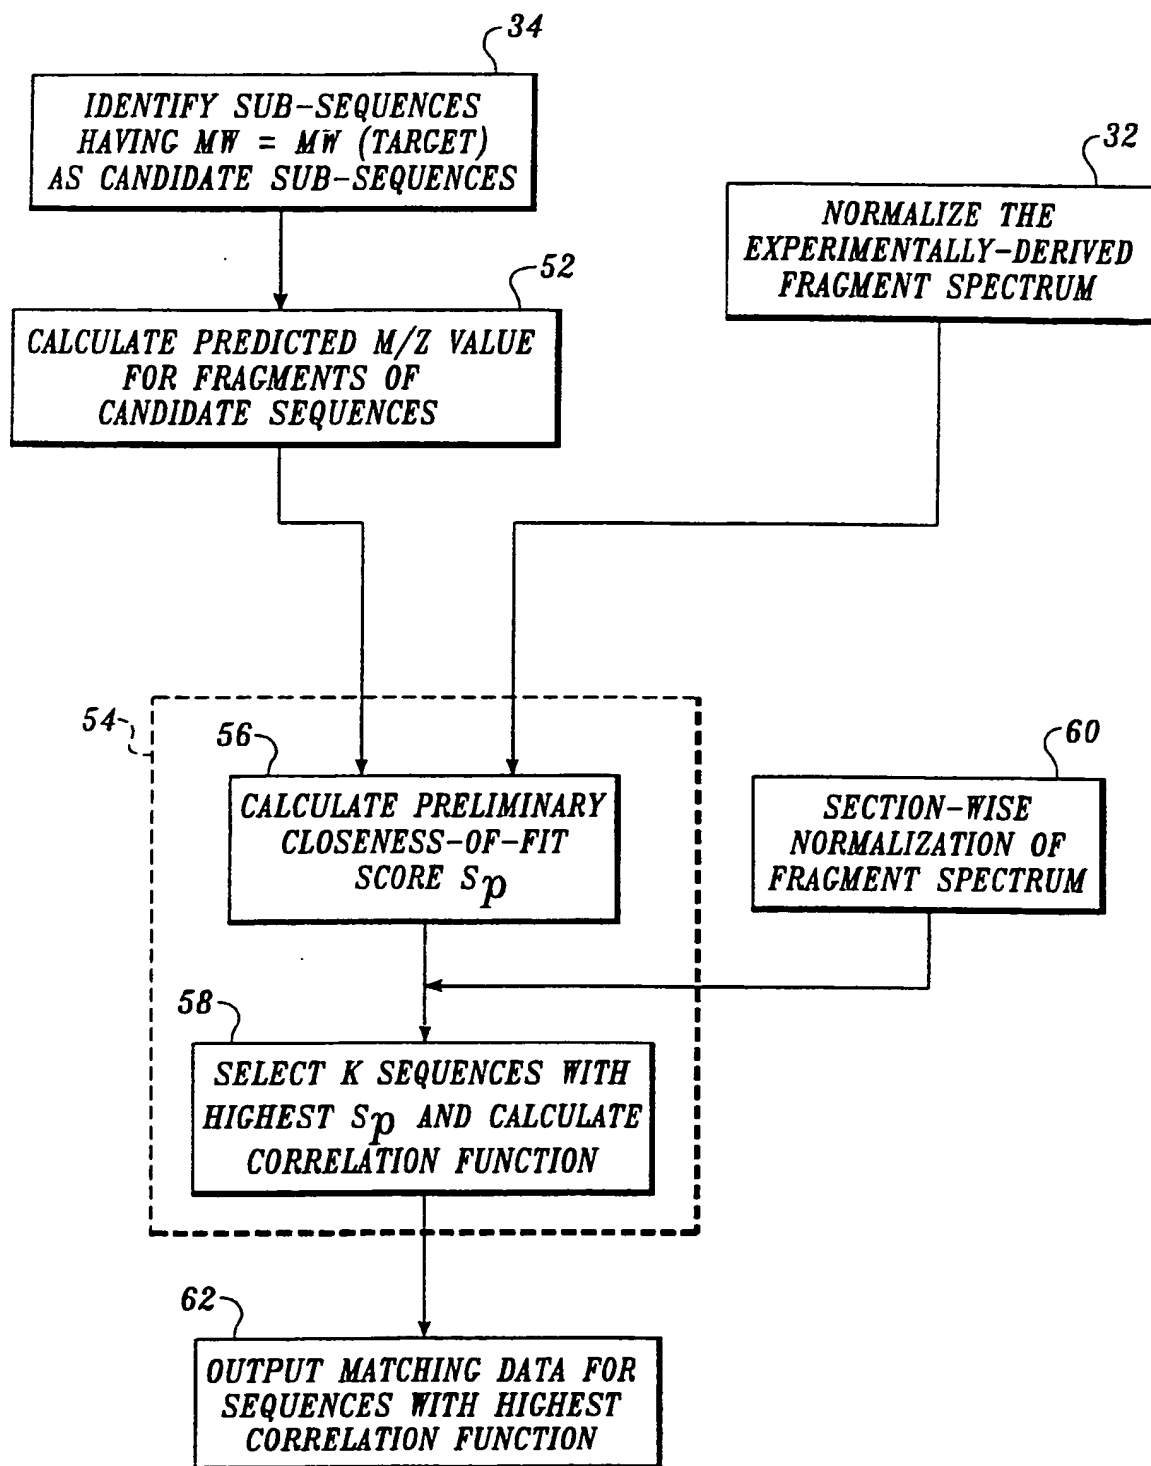 34
IDENTIFY SUB-SEQUENCES
HAVING MW = MW (TARGET)
AS CANDIDATE SUB-SEQUENCES
32
NORMALIZE THE
EXPERIMENTALLY-DERIVED
FRAGMENT SPECTRUM
52
CALCULATE PREDICTED M/Z VALUE
FOR FRAGMENTS OF
CANDIDATE SEQUENCES
54
56
CALCULATE PRELIMINARY
CLOSENESS-OF-FIT
SCORE Sp
60
SECTION-WISE
NORMALIZATION OF
FRAGMENT SPECTRUM
58
SELECT K SEQUENCES WITH
HIGHEST Sp AND CALCULATE
CORRELATION FUNCTION
62
OUTPUT MATCHING DATA FOR
SEQUENCES WITH HIGHEST
CORRELATION FUNCTION